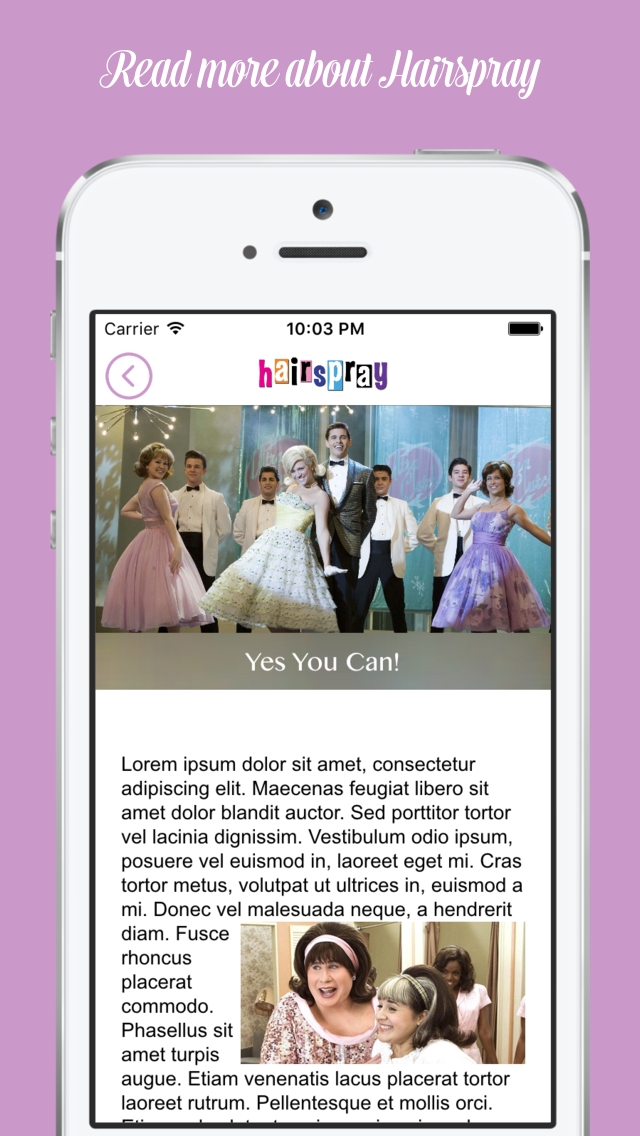 Read more about Hairspray
Carrier 10:03 PM
hairspray
Yes You Can!
Lorem ipsum dolor sit amet, consectetur
adipiscing elit. Maecenas feugiat libero sit
amet dolor blandit auctor. Sed porttitor tortor
vel lacinia dignissim. Vestibulum odio ipsum,
posuere vel euismod in, laoreet eget mi. Cras
tortor metus, volutpat ut ultrices in, euismod a
mi. Donec vel malesuada neque, a hendrerit
diam. Fusce
rhoncus
placerat
commodo.
Phasellus sit
amet turpis
augue. Etiam venenatis lacus placerat tortor
laoreet rutrum. Pellentesque et mollis orci.